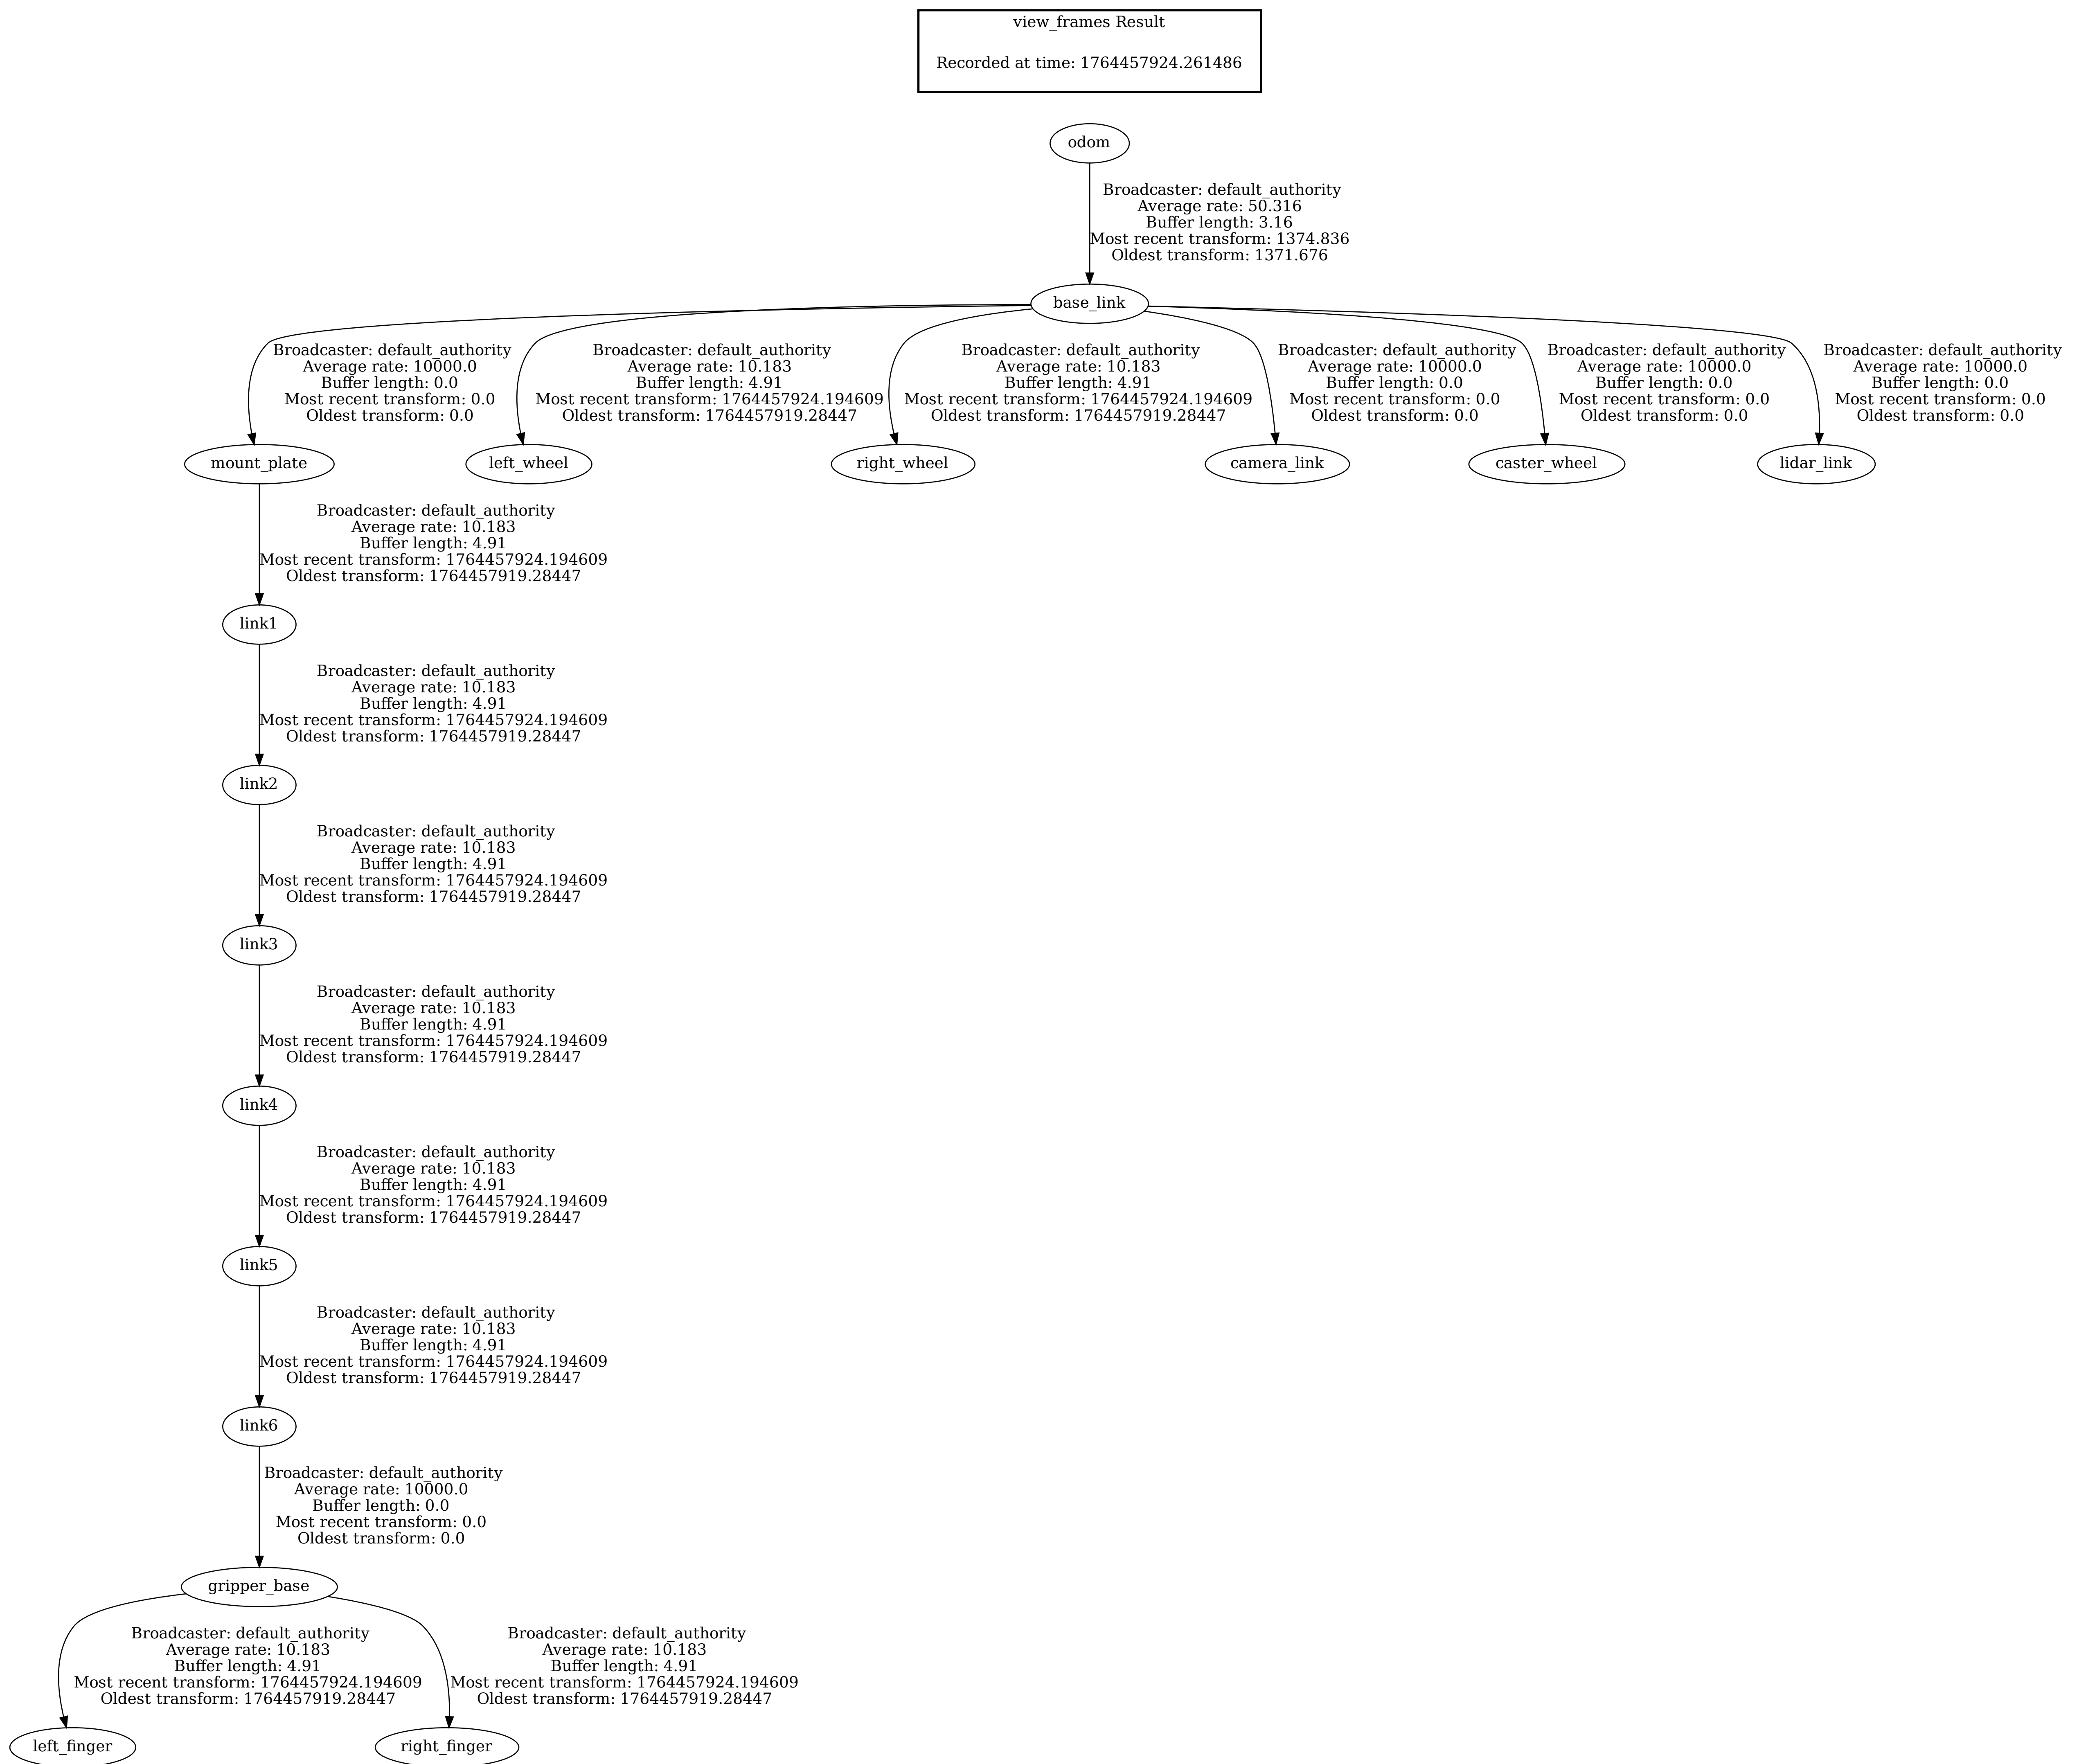 view_frames Result
Recorded at time: 1764457924.261486
odom
Broadcaster: default_authority
Average rate: 50.316
Buffer length: 3.16
Most recent transform: 1374.836
Oldest transform: 1371.676
base_link
Broadcaster: default_authority
Average rate: 10000.0
Buffer length: 0.0
Most recent transform: 0.0
Oldest transform: 0.0
Broadcaster: default_authority
Average rate: 10.183
Buffer length: 4.91
Most recent transform: 1764457924.194609
Oldest transform: 1764457919.28447
Broadcaster: default_authority
Average rate: 10.183
Buffer length: 4.91
Most recent transform: 1764457924.194609
Oldest transform: 1764457919.28447
Broadcaster: default_authority
Average rate: 10000.0
Buffer length: 0.0
Most recent transform: 0.0
Oldest transform: 0.0
Broadcaster: default_authority
Average rate: 10000.0
Buffer length: 0.0
Most recent transform: 0.0
Oldest transform: 0.0
Broadcaster: default_authority
Average rate: 10000.0
Buffer length: 0.0
Most recent transform: 0.0
Oldest transform: 0.0
mount_plate
left_wheel
right_wheel
camera_link
caster_wheel
lidar_link
Broadcaster: default_authority
Average rate: 10.183
Buffer length: 4.91
Most recent transform: 1764457924.194609
Oldest transform: 1764457919.28447
link1
Broadcaster: default_authority
Average rate: 10.183
Buffer length: 4.91
Most recent transform: 1764457924.194609
Oldest transform: 1764457919.28447
link2
Broadcaster: default_authority
Average rate: 10.183
Buffer length: 4.91
Most recent transform: 1764457924.194609
Oldest transform: 1764457919.28447
link3
Broadcaster: default_authority
Average rate: 10.183
Buffer length: 4.91
Most recent transform: 1764457924.194609
Oldest transform: 1764457919.28447
link4
Broadcaster: default_authority
Average rate: 10.183
Buffer length: 4.91
Most recent transform: 1764457924.194609
Oldest transform: 1764457919.28447
link5
Broadcaster: default_authority
Average rate: 10.183
Buffer length: 4.91
Most recent transform: 1764457924.194609
Oldest transform: 1764457919.28447
link6
Broadcaster: default_authority
Average rate: 10000.0
Buffer length: 0.0
Most recent transform: 0.0
Oldest transform: 0.0
gripper_base
Broadcaster: default_authority
Average rate: 10.183
Buffer length: 4.91
Most recent transform: 1764457924.194609
Oldest transform: 1764457919.28447
Broadcaster: default_authority
Average rate: 10.183
Buffer length: 4.91
Most recent transform: 1764457924.194609
Oldest transform: 1764457919.28447
left_finger
right_finger